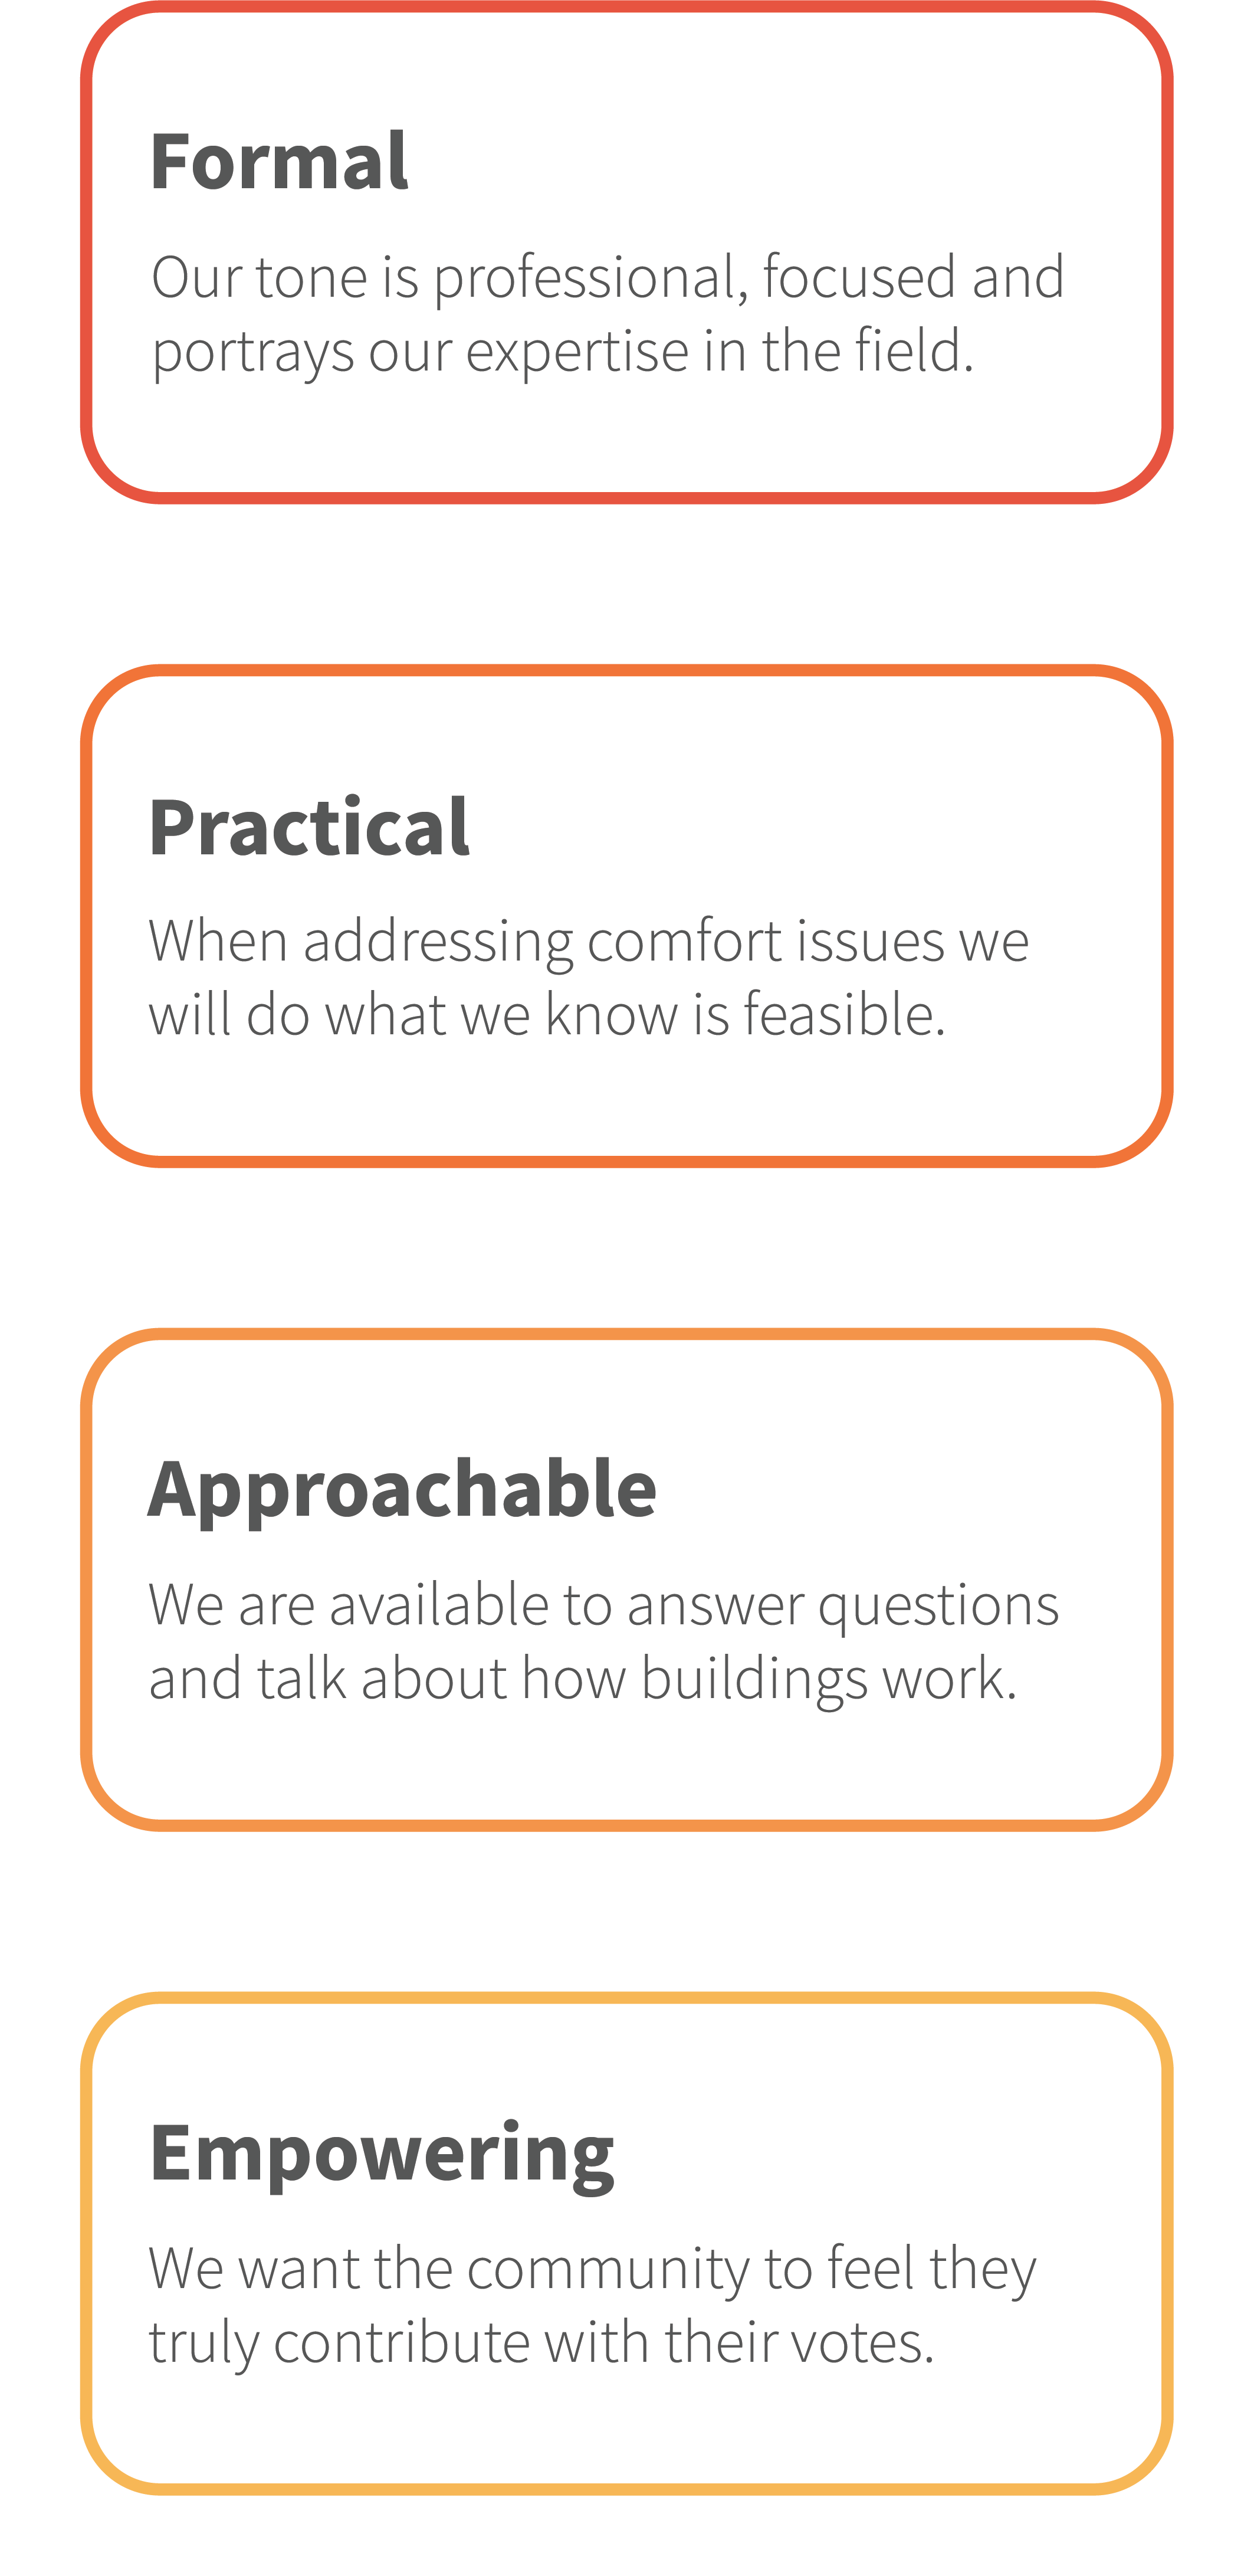 Formal
Our tone is professional, focused and
portrays our expertise in the field.
Practical
When addressing comfort issues we
will do what we know is feasible.
Approachable
We are available to answer questions
and talk about how buildings work.
Empowering
We want the community to feel they
truly contribute with their votes.